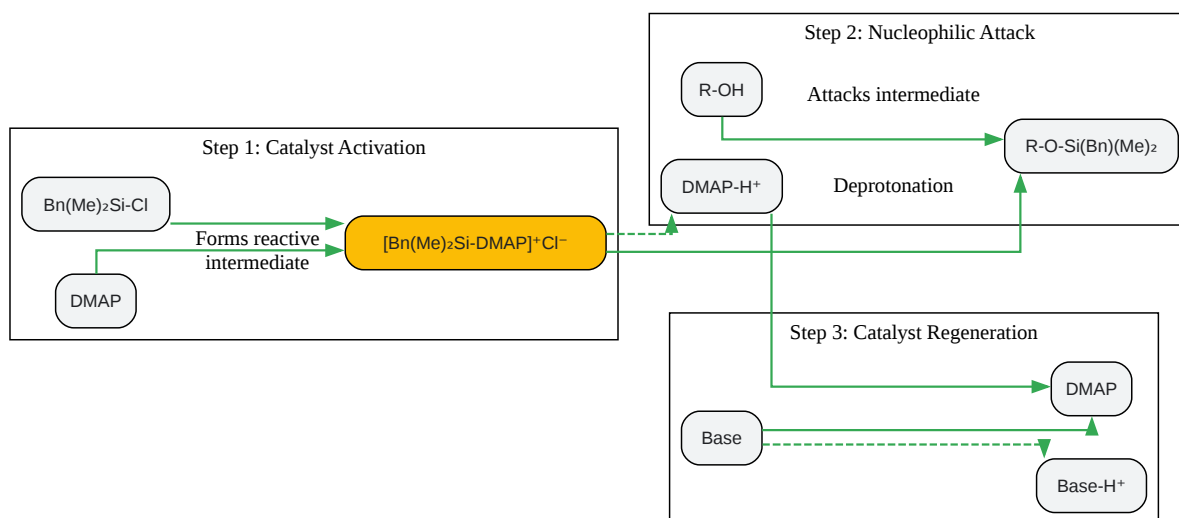 Step 1: Catalyst Activation
Bn(Me)₂Si-Cl
Forms reactive
intermediate
DMAP
[Bn(Me)₂Si-DMAP]⁺Cl⁻
Step 2: Nucleophilic Attack
R-OH
Attacks intermediate
R-O-Si(Bn)(Me)₂
DMAP-H⁺
Deprotonation
Step 3: Catalyst Regeneration
DMAP
Base
Base-H⁺